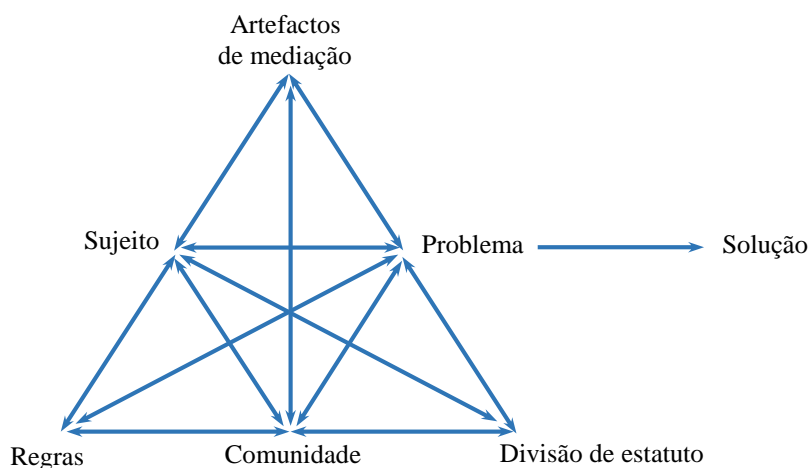 Artefactos
de mediação
Sujeito
Problema
Solução
Regras
Comunidade
Divisão de estatuto